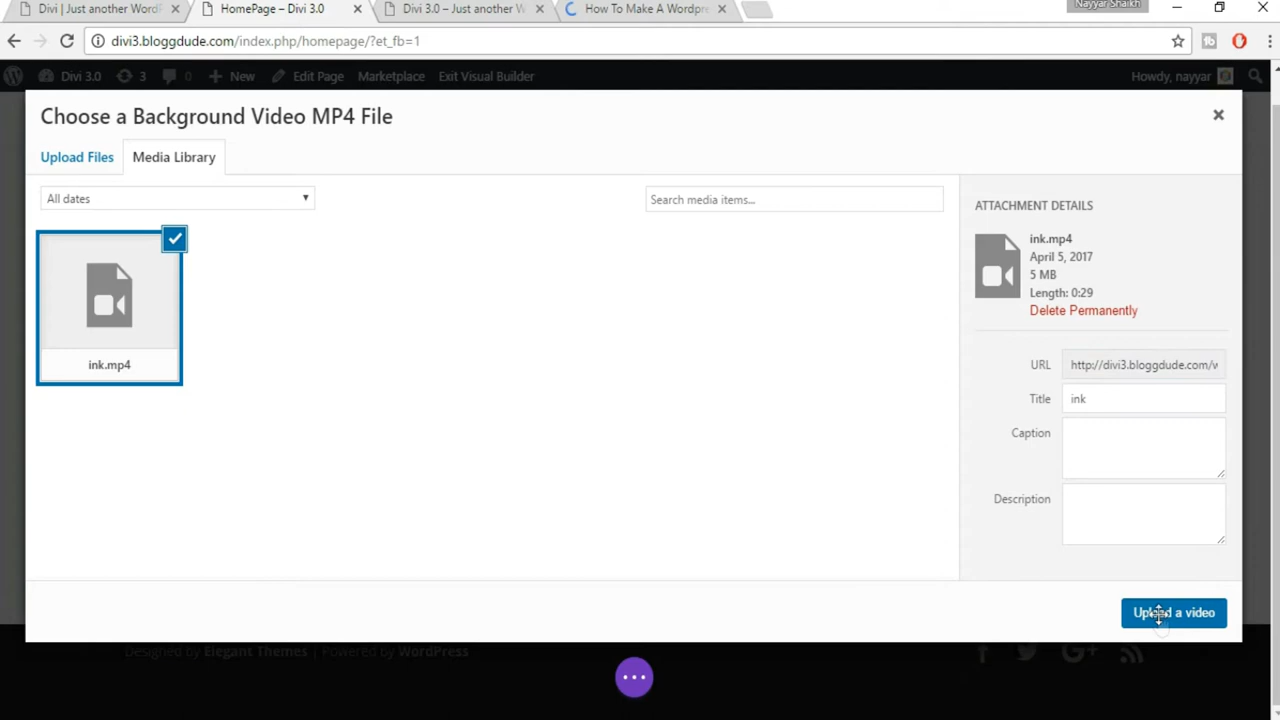 Divi | Just another WordP
HomePage – Divi 3.0
Divi 3.0 – Just another W
How To Make A Wordpre
Nayyar Shaikh
divi3.bloggdude.com/index.php/homepage/?et_fb=1
Divi 3.0
3
0
New
Edit Page
Marketplace
Exit Visual Builder
Howdy, nayyar
Choose a Background Video MP4 File
Upload Files
Media Library
All dates
Search media items...
ink.mp4
ATTACHMENT DETAILS
ink.mp4
April 5, 2017
5 MB
Length: 0:29
Delete Permanently
URL
http://divi3.bloggdude.com/w
Title
ink
Caption
Description
Upload a video
Designed by Elegant Themes | Powered by WordPress